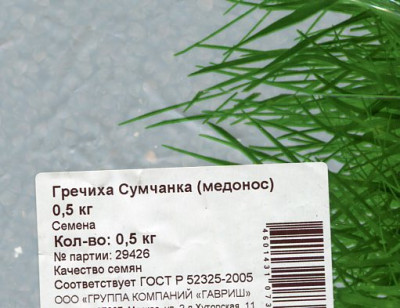 Гречиха Сумчанка (медонос)
0,5 кг
Семена
Кол-во: 0,5 кг
№ партии: 29426
Качество семян
Соответствует ГОСТ Р 52325-2005
ООО «ГРУППА КОМПАНИЙ «ГАВРИШ»